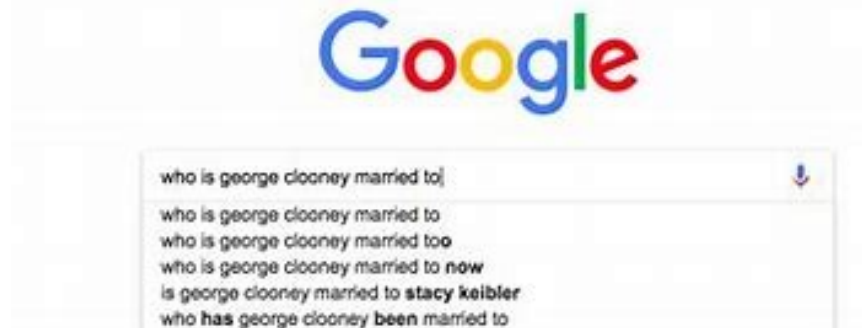 Google
who is george clooney married to
who is george clooney married to
who is george clooney married too
who is george clooney married to now
is george clooney married to stacy keibler
who has george clooney been married to